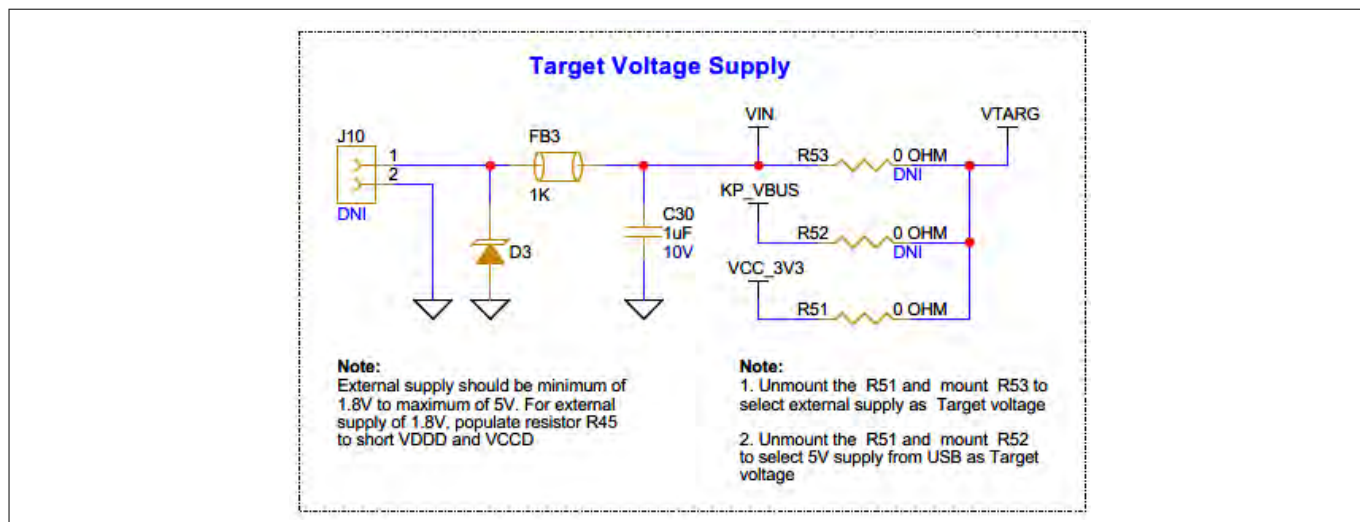 Target Voltage Supply
VIN
VTARG
J10
FB3
1
2
R53
0 OHM
DNI
1K
KP_VBUS
DNI
C30
1uF
10V
R52
0 OHM
DNI
D3
VCC_3V3
R51
0 OHM
Note:
External supply should be minimum of
1.8V to maximum of 5V. For external
supply of 1.8V, populate resistor R45
to short VDDD and VCCD
Note:
1. Unmount the R51 and mount R53 to
select external supply as Target voltage
2. Unmount the R51 and mount R52
to select 5V supply from USB as Target
voltage